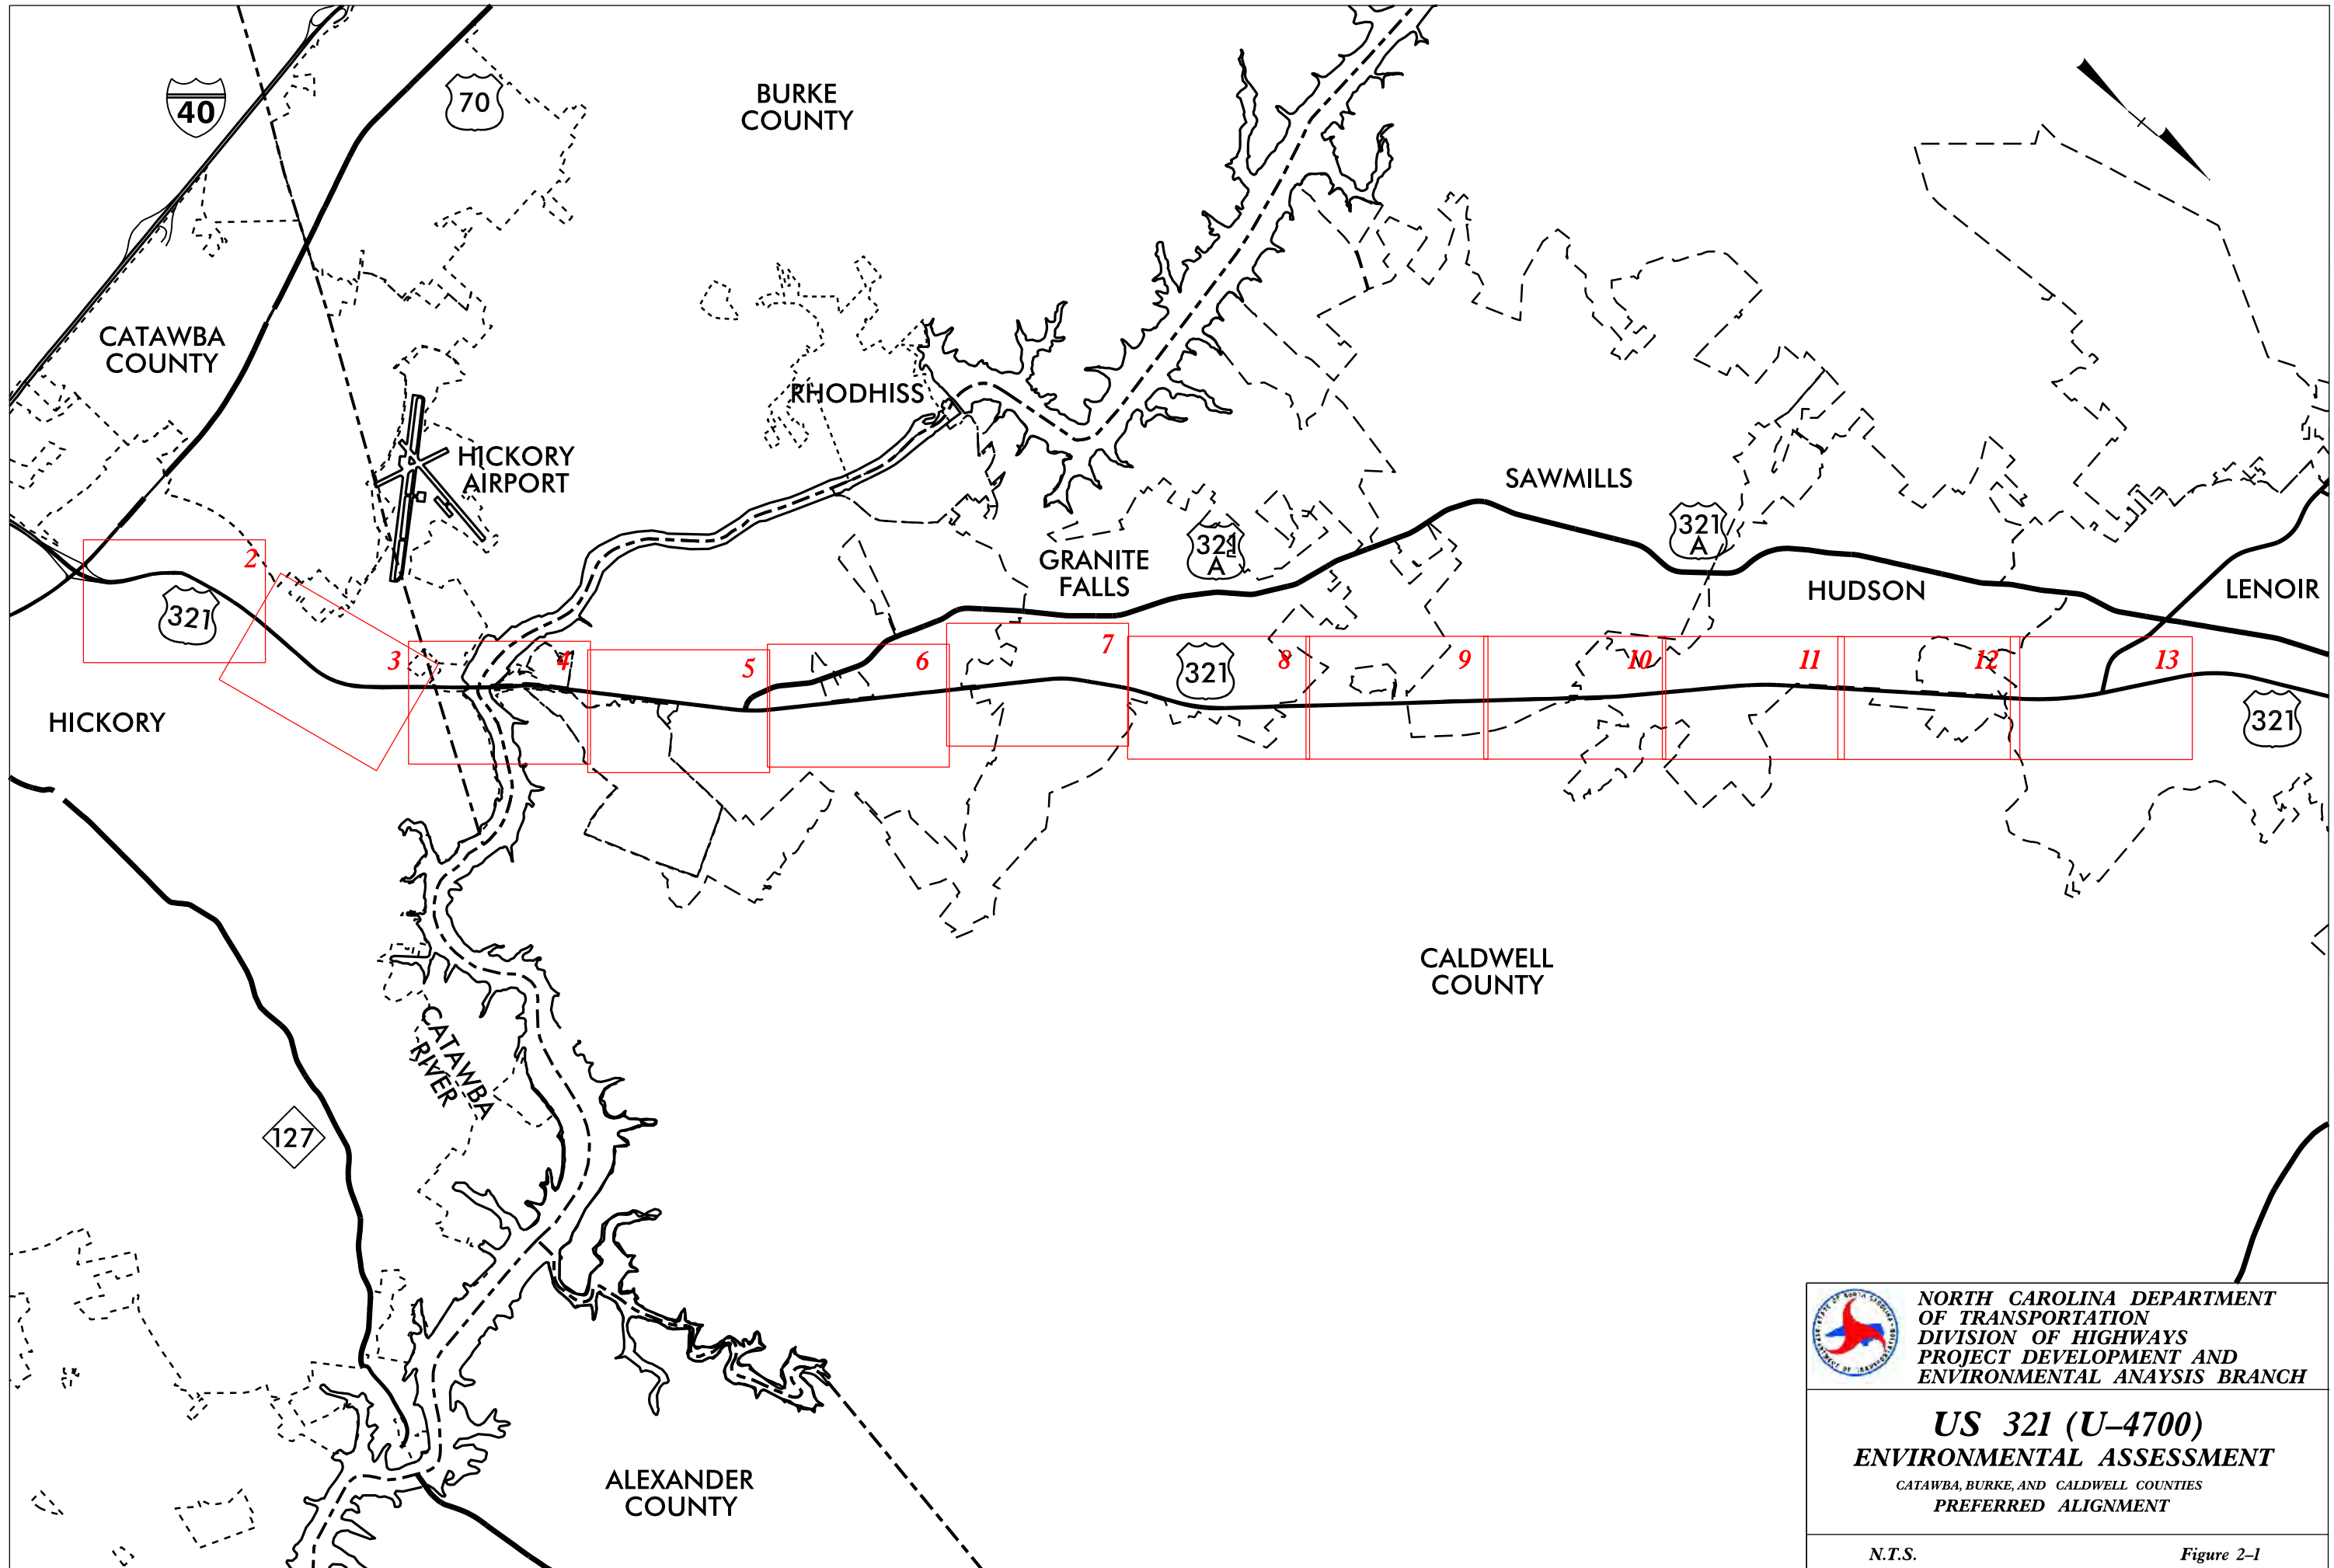 BURKE
COUNTY
40
70
CATAWBA
COUNTY
RHODHISS
HICKORY
AIRPORT
SAWMILLS
321
A
321
A
GRANITE
FALLS
HUDSON
LENOIR
2
321
3
4
5
6
7
321
8
9
10
11
12
13
HICKORY
321
CALDWELL
COUNTY
CATAWBA
RIVER
127
ALEXANDER
COUNTY
NORTH CAROLINA DEPARTMENT
OF TRANSPORTATION
DIVISION OF HIGHWAYS
PROJECT DEVELOPMENT AND
ENVIRONMENTAL ANAYSIS BRANCH
US 321 (U–4700)
ENVIRONMENTAL ASSESSMENT
CATAWBA, BURKE, AND CALDWELL COUNTIES
PREFERRED ALIGNMENT
N.T.S.
Figure 2–1